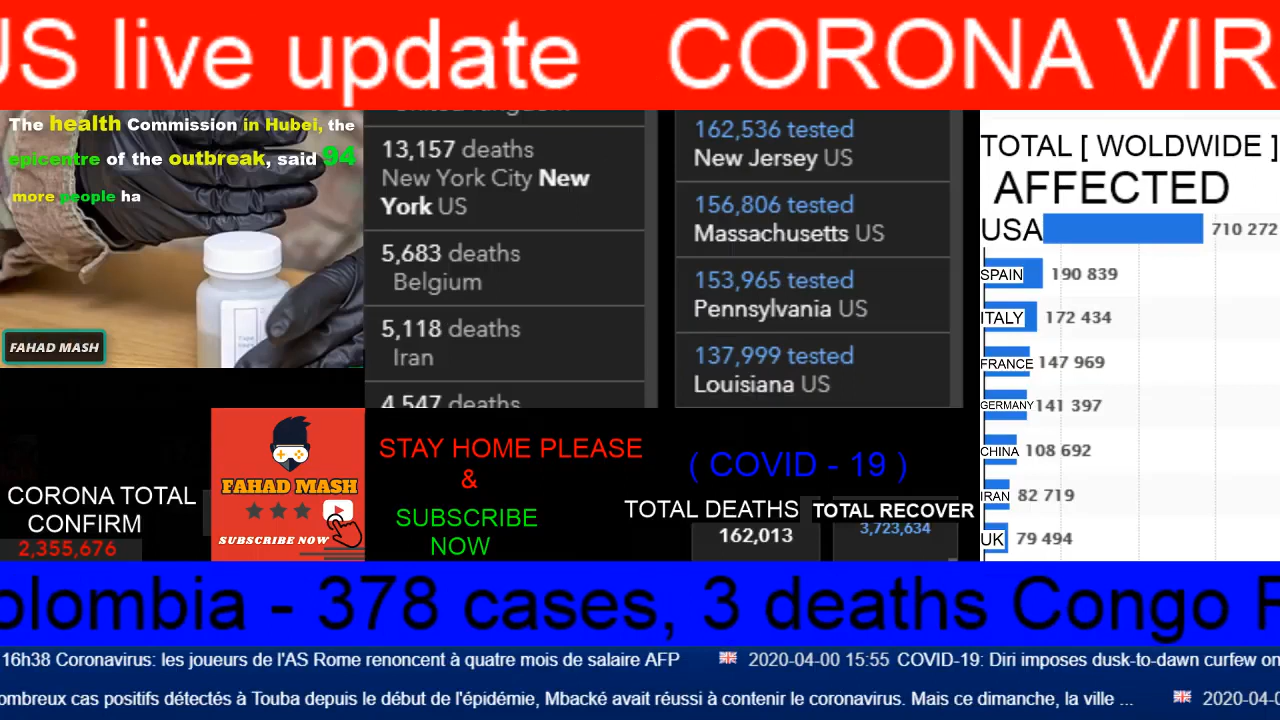 US live update CORONA VIR
The health Commission in Hubei, the
epicentre of the outbreak, said 94
more people ha
FAHAD MASH
13,157 deaths
New York City New
York US
5,683 deaths
Belgium
5,118 deaths
Iran
4,547 deaths
162,536 tested
New Jersey US
156,806 tested
Massachusetts US
153,965 tested
Pennsylvania US
137,999 tested
Louisiana US
TOTAL [ WOLDWIDE ]
AFFECTED
USA 710 272
SPAIN 190 839
ITALY 172 434
FRANCE 147 969
GERMANY 141 397
CHINA 108 692
IRAN 82 719
UK 79 494
CORONA TOTAL
CONFIRM
2,355,676
FAHAD MASH
SUBSCRIBE NOW
STAY HOME PLEASE
&
SUBSCRIBE
NOW
( COVID - 19 )
TOTAL DEATHS
162,013
TOTAL RECOVER
3,723,634
olombia - 378 cases, 3 deaths Congo
16h38 Coronavirus: les joueurs de l'AS Rome renoncent à quatre mois de salaire AFP 2020-04-00 15:55 COVID-19: Diri imposes dusk-to-dawn curfew on
ombreux cas positifs détectés à Touba depuis le début de l'épidémie, Mbacké avait réussi à contenir le coronavirus. Mais ce dimanche, la ville ... 2020-04-0